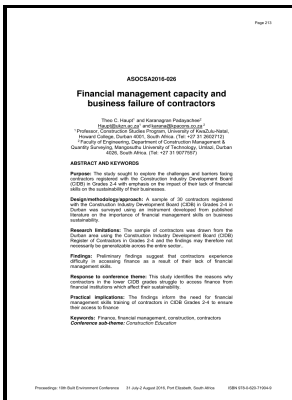 Page 213
ASOCSA2016-026
Financial management capacity and
business failure of contractors
Theo C. Haupt¹ and Karanagree Padayachee²
Haupt@ukzn.ac.za¹ and karana@kpacons.co.za²
¹ Professor, Construction Studies Program, University of KwaZulu-Natal,
Howard College, Durban 4001, South Africa. (Tel: +27 31 2602712)
² Faculty of Engineering, Department of Construction Management &
Quantity Surveying, Mangosuthu University of Technology, Umlazi, Durban
4026, South Africa. (Tel: +27 31 9077567)
ABSTRACT AND KEYWORDS
Purpose: The study sought to explore the challenges and barriers facing
contractors registered with the Construction Industry Development Board
(CIDB) in Grades 2-4 with emphasis on the impact of their lack of financial
skills on the sustainability of their businesses.
Design/methodology/approach: A sample of 30 contractors registered
with the Construction Industry Development Board (CIDB) in Grades 2-4 in
Durban was surveyed using an instrument developed from published
literature on the importance of financial management skills on business
sustainability.
Research limitations: The sample of contractors was drawn from the
Durban area using the Construction Industry Development Board (CIDB)
Register of Contractors in Grades 2-4 and the findings may therefore not
necessarily be generalizable across the entire sector.
Findings: Preliminary findings suggest that contractors experience
difficulty in accessing finance as a result of their lack of financial
management skills.
Response to conference theme: This study identifies the reasons why
contractors in the lower CIDB grades struggle to access finance from
financial institutions which affect their sustainability.
Practical implications: The findings inform the need for financial
management skills training of contractors in CIDB Grades 2-4 to ensure
their access to finance
Keywords: Finance, financial management, construction, contractors
Conference sub-theme: Construction Education
Proceedings: 10th Built Environment Conference 31 July-2 August 2016, Port Elizabeth, South Africa ISBN 978-0-620-71904-9